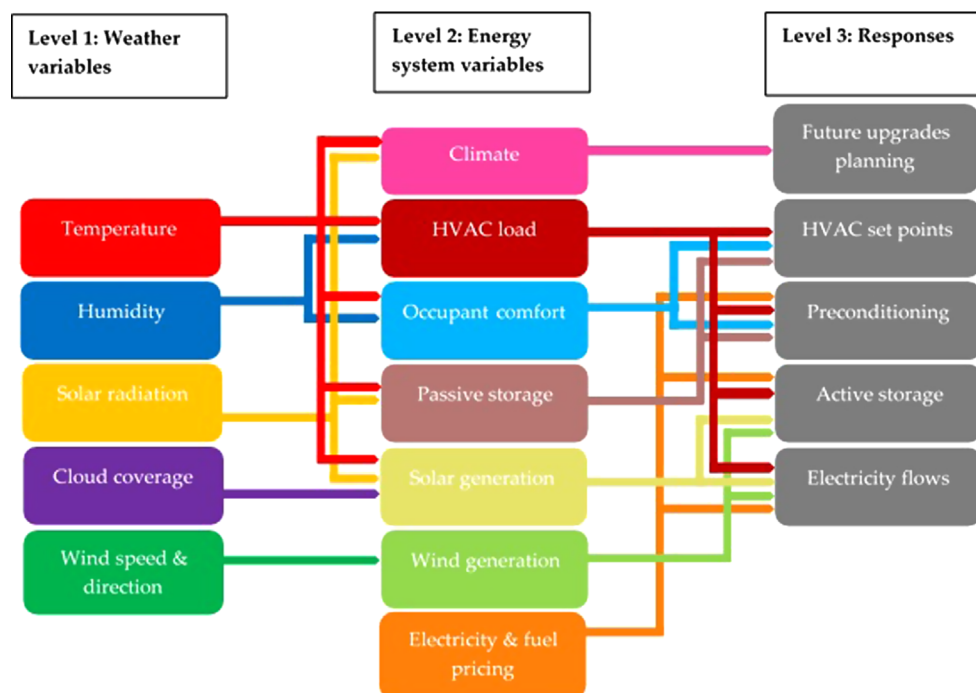 Level 1: Weather
variables
Level 2: Energy
system variables
Level 3: Responses
Temperature
Humidity
Solar radiation
Cloud coverage
Wind speed &
direction
Climate
HVAC load
Occupant comfort
Passive storage
Solar generation
Wind generation
Electricity & fuel
pricing
Future upgrades
planning
HVAC set points
Preconditioning
Active storage
Electricity flows